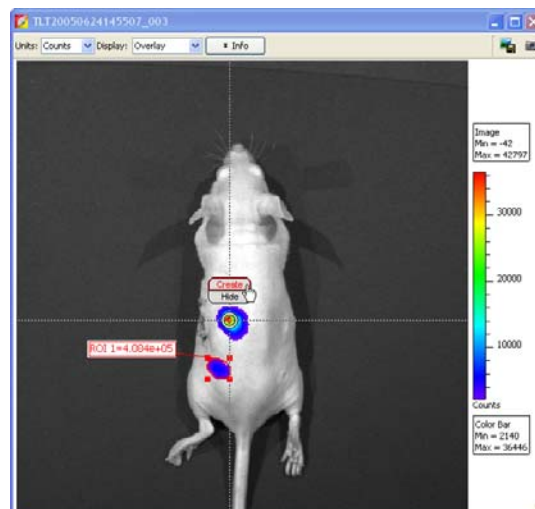 TLT20050624145507_003
Units: Counts Display: Overlay Info
Image
Min = -42
Max = 42797
30000
20000
10000
Counts
Color Bar
Min = 2140
Max = 36446
Create
Hide
ROI 1=4.084e+05